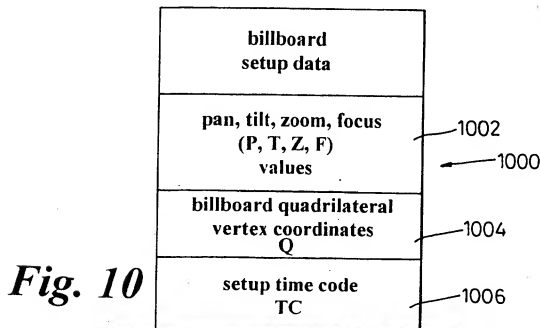 billboard
setup data
pan, tilt, zoom, focus
(P, T, Z, F)
values
1002
1000
billboard quadrilateral
vertex coordinates
Q
1004
setup time code
TC
1006
Fig. 10